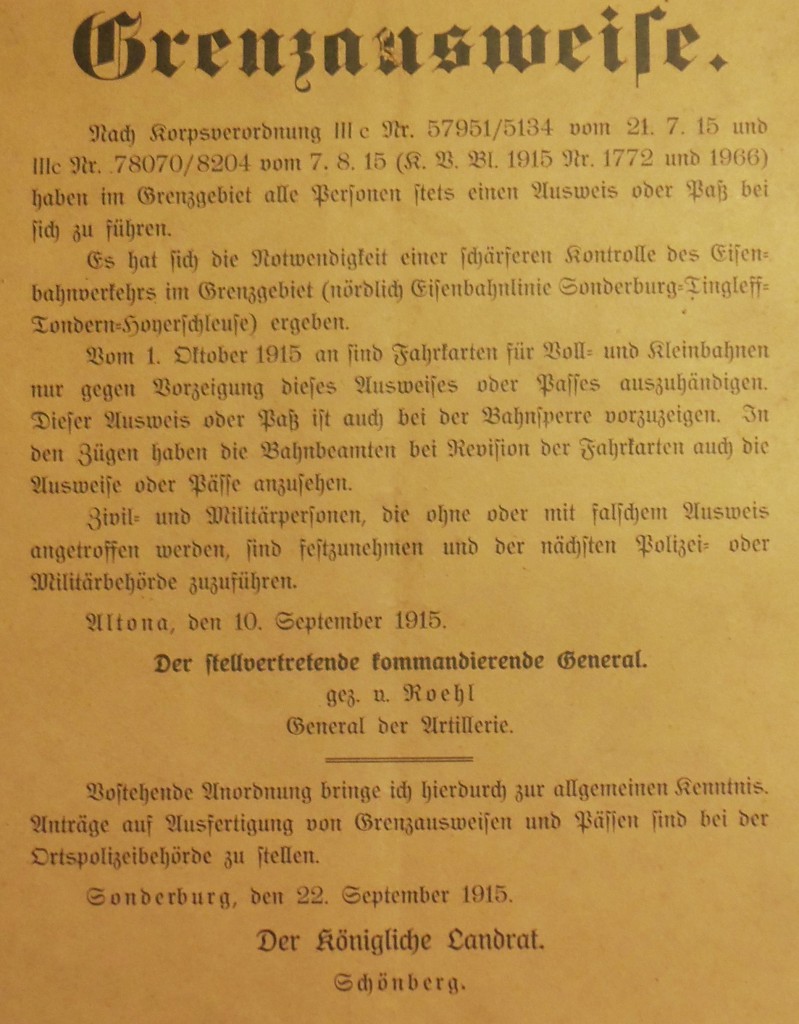 Grenzausweise.
Nach Korpsverordnung IIIc Nr. 57951/5134 vom 21. 7. 15 und
IIIc Nr. 78070/8204 vom 7. 8. 15 (K. V. Bl. 1915 Nr. 1772 und 1966)
haben im Grenzgebiet alle Personen stets einen Ausweis oder Paß bei
sich zu führen.
Es hat sich die Notwendigkeit einer schärferen Kontrolle des Eisen-
bahnverkehrs im Grenzgebiet (nördlich Eisenbahnlinie Sonderburg-Tingleff-
Tondern-Hoyerschleuse) ergeben.
Vom 1. Oktober 1915 an sind Fahrkarten für Voll- und Kleinbahnen
nur gegen Vorzeigung dieses Ausweises oder Passes auszuhändigen.
Dieser Ausweis oder Paß ist auch bei der Bahnsperre vorzuzeigen. In
den Zügen haben die Bahnbeamten bei Revision der Fahrkarten auch die
Ausweise oder Pässe anzusehen.
Zivil- und Militärpersonen, die ohne oder mit falschem Ausweis
angetroffen werden, sind festzunehmen und der nächsten Polizei- oder
Militärbehörde zuzuführen.
Altona, den 10. September 1915.
Der stellvertretende kommandierende General.
gez. v. Roehl
General der Artillerie.
Vostehende Anordnung bringe ich hierdurch zur allgemeinen Kenntnis.
Anträge auf Ausfertigung von Grenzausweisen und Pässen sind bei der
Ortspolizeibehörde zu stellen.
Sonderburg, den 22. September 1915.
Der Königliche Landrat.
Schönberg.